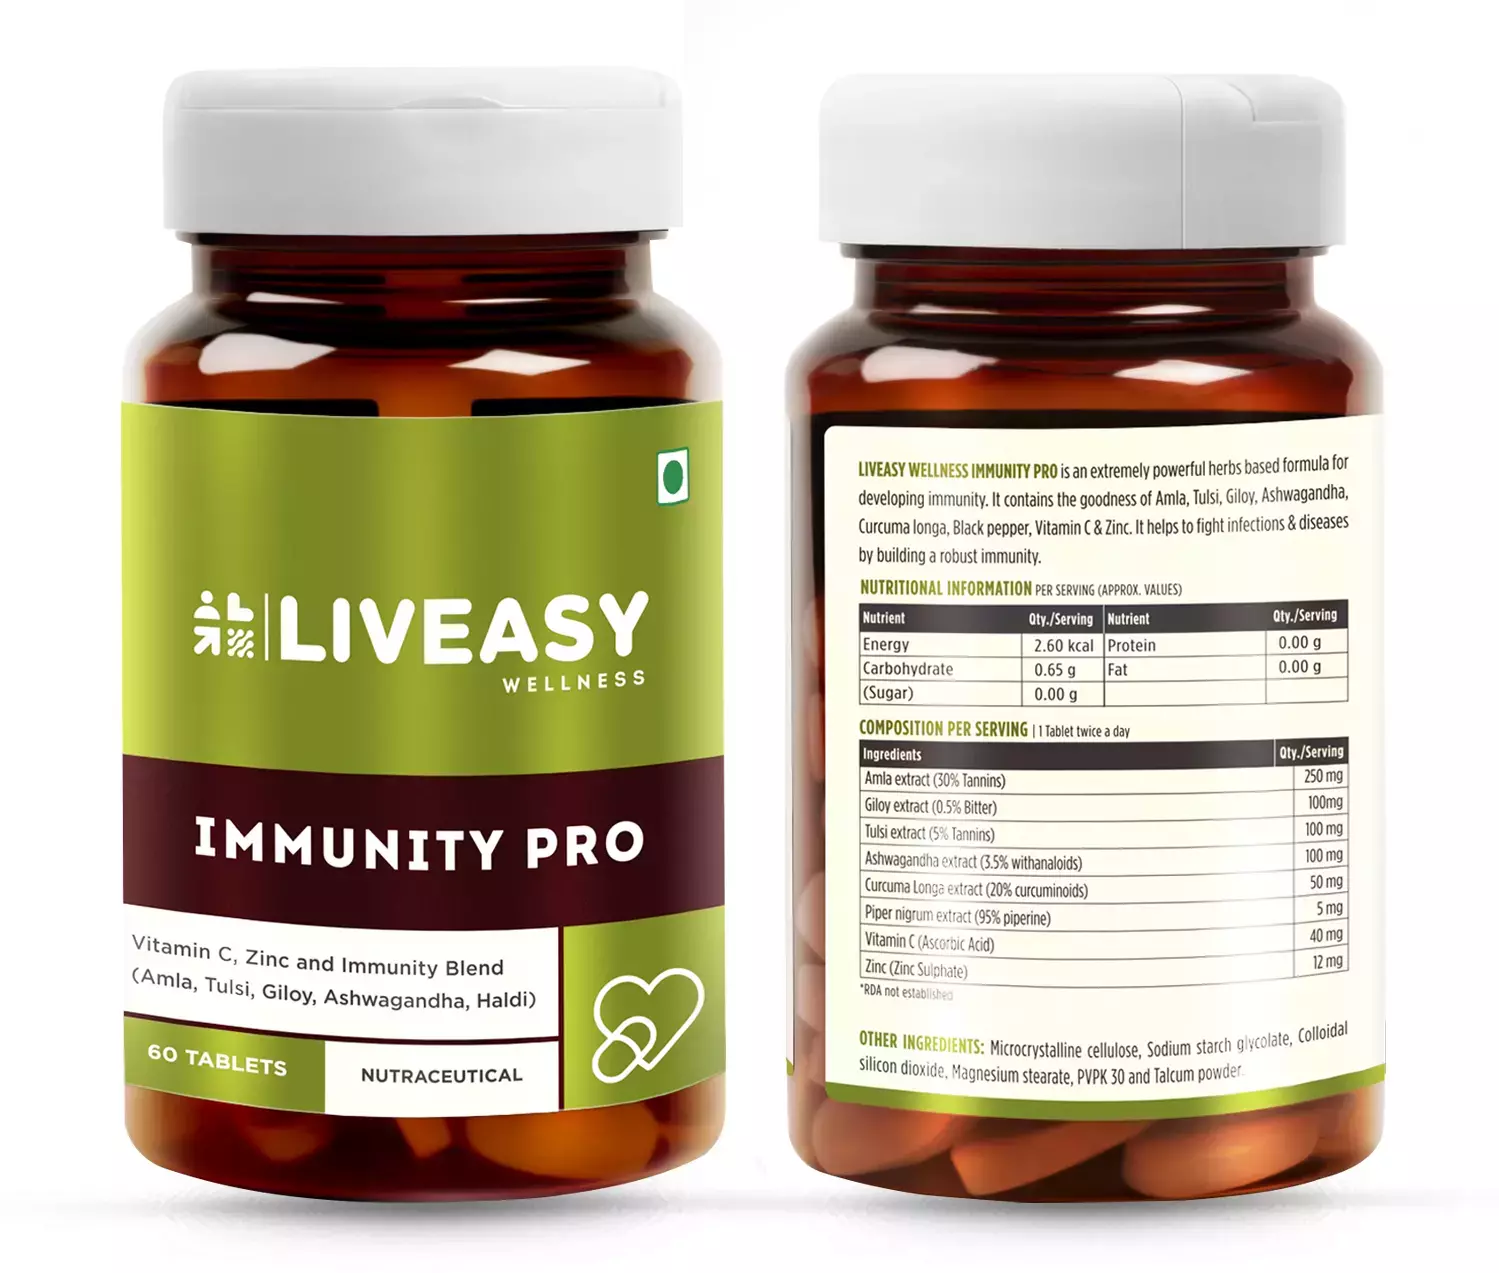 LIVEASY
WELLNESS
IMMUNITY PRO
Vitamin C, Zinc and Immunity Blend
(Amla, Tulsi, Giloy, Ashwagandha, Haldi)
60 TABLETS
NUTRACEUTICAL
LIVEASY WELLNESS IMMUNITY PRO is an extremely powerful herbs based formula for
developing immunity. It contains the goodness of Amla, Tulsi, Giloy, Ashwagandha,
Curcuma longa, Black pepper, Vitamin C & Zinc. It helps to fight infections & diseases
by building a robust immunity.
NUTRITIONAL INFORMATION PER SERVING (APPROX. VALUES)
Nutrient Qty./Serving Nutrient Qty./Serving
Energy 2.60 kcal Protein 0.00 g
Carbohydrate 0.65 g Fat 0.00 g
(Sugar) 0.00 g
COMPOSITION PER SERVING | 1 Tablet twice a day
Ingredients Qty./Serving
Amla extract (30% Tannins) 250 mg
Giloy extract (0.5% Bitter) 100mg
Tulsi extract (5% Tannins) 100 mg
Ashwagandha extract (3.5% withanaloids) 100 mg
Curcuma Longa extract (20% curcuminoids) 50 mg
Piper nigrum extract (95% piperine) 5 mg
Vitamin C (Ascorbic Acid) 40 mg
Zinc (Zinc Sulphate) 12 mg
*RDA not established
OTHER INGREDIENTS: Microcrystalline cellulose, Sodium starch glycolate, Colloidal
silicon dioxide, Magnesium stearate, PVPK 30 and Talcum powder.